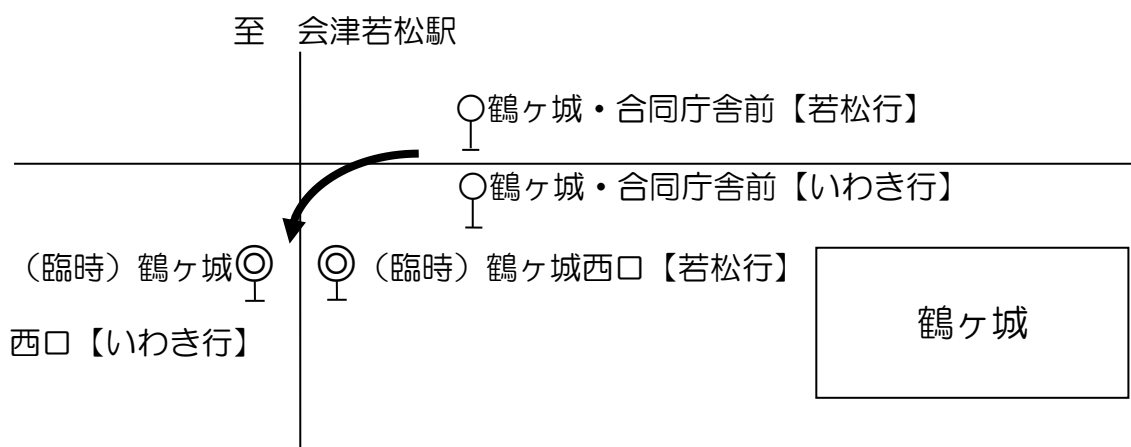 至　会津若松駅
鶴ヶ城・合同庁舎前【若松行】
鶴ヶ城・合同庁舎前【いわき行】
（臨時）鶴ヶ城
西口【いわき行】
（臨時）鶴ヶ城西口【若松行】
鶴ヶ城